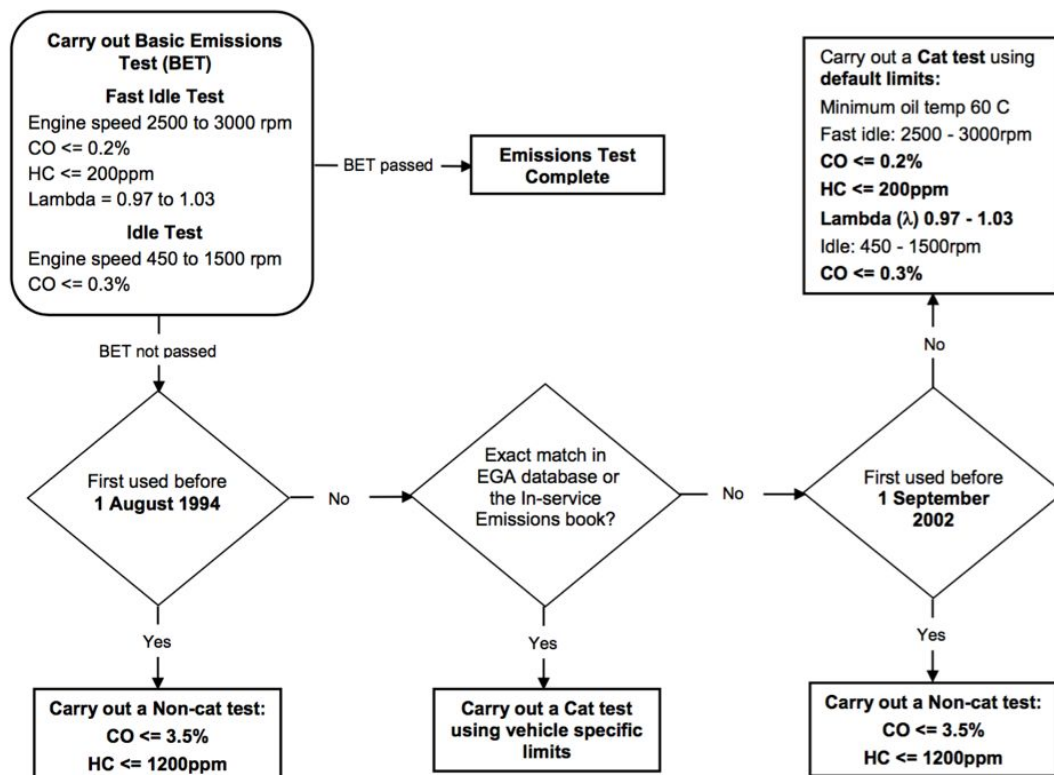 Carry out Basic Emissions
Test (BET)
Fast Idle Test
Engine speed 2500 to 3000 rpm
CO <= 0.2%
HC <= 200ppm
Lambda = 0.97 to 1.03
Idle Test
Engine speed 450 to 1500 rpm
CO <= 0.3%
BET passed
Emissions Test
Complete
Carry out a Cat test using
default limits:
Minimum oil temp 60 C
Fast idle: 2500 - 3000rpm
CO <= 0.2%
HC <= 200ppm
Lambda (λ) 0.97 - 1.03
Idle: 450 - 1500rpm
CO <= 0.3%
BET not passed
No
First used before
1 August 1994
No
Exact match in
EGA database or
the In-service
Emissions book?
No
First used before
1 September
2002
Yes
Yes
Yes
Carry out a Non-cat test:
CO <= 3.5%
HC <= 1200ppm
Carry out a Cat test
using vehicle specific
limits
Carry out a Non-cat test:
CO <= 3.5%
HC <= 1200ppm